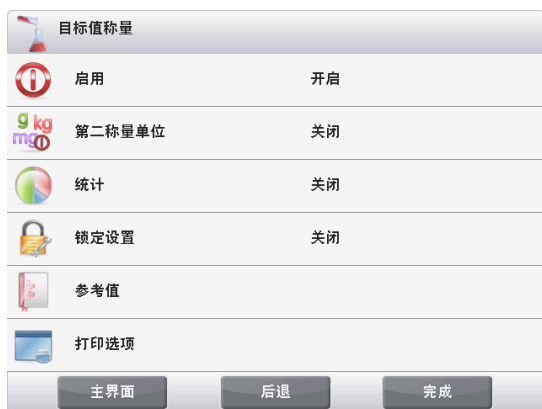 目标值称量
启用 开启
g kg mg
第二称量单位 关闭
统计 关闭
锁定设置 关闭
参考值
打印选项
主界面 后退 完成